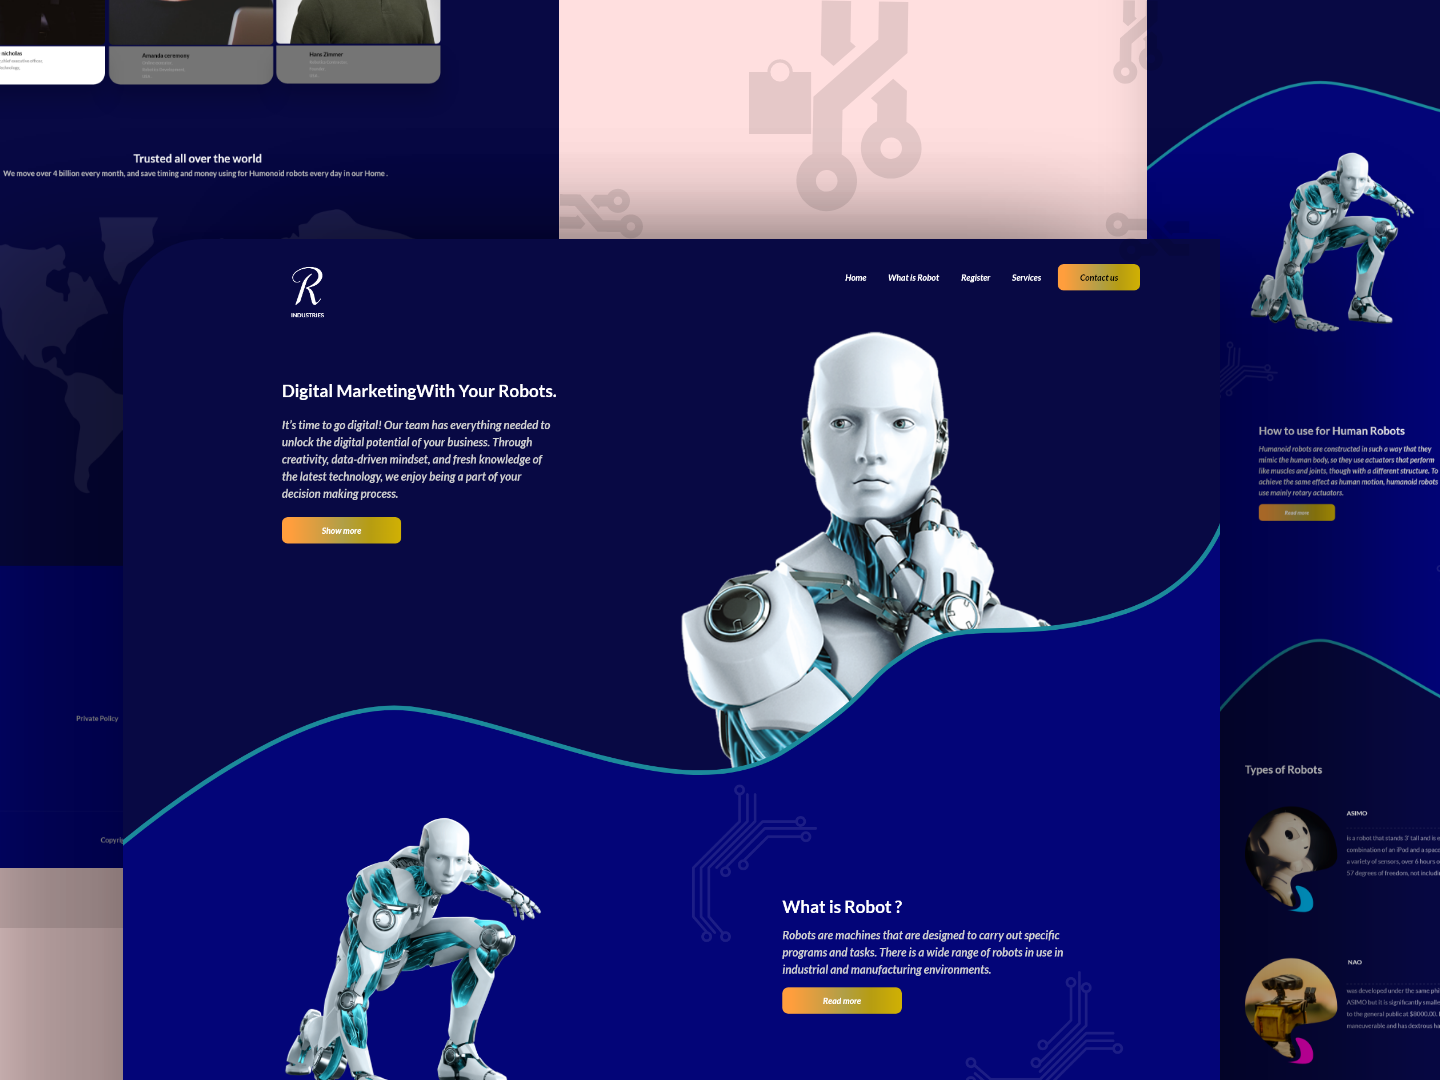 nicholas
chief executive officer,
technology,
Amanda ceremony
Hans Zimmer
Trusted all over the world
We move over 4 billion every month, and save timing and money using for Humonoid robots every day in our Home .
R
INDUSTRIES
Home
What is Robot
Register
Services
Contact us
Digital MarketingWith Your Robots.
It's time to go digital! Our team has everything needed to
unlock the digital potential of your business. Through
creativity, data-driven mindset, and fresh knowledge of
the latest technology, we enjoy being a part of your
decision making process.
Show more
What is Robot ?
Robots are machines that are designed to carry out specific
programs and tasks. There is a wide range of robots in use in
industrial and manufacturing environments.
Read more
Private Policy
Copyri
How to use for Human Robots
Humanoid robots are constructed in such a way that they
mimic the human body, so they use actuators that perform
like muscles and joints, though with a different structure. To
achieve the same effect as human motion, humanoid robots
use mainly rotary actuators.
Read more
Types of Robots
ASIMO
is a robot that stands 3' tall and is e
combination of an iPod and a space
a variety of sensors, over 6 hours o
57 degrees of freedom, not includin
NAO
was developed under the same phi
ASIMO but it is significantly smalle
to the general public at $8000.00.
maneuverable and has dextrous ha